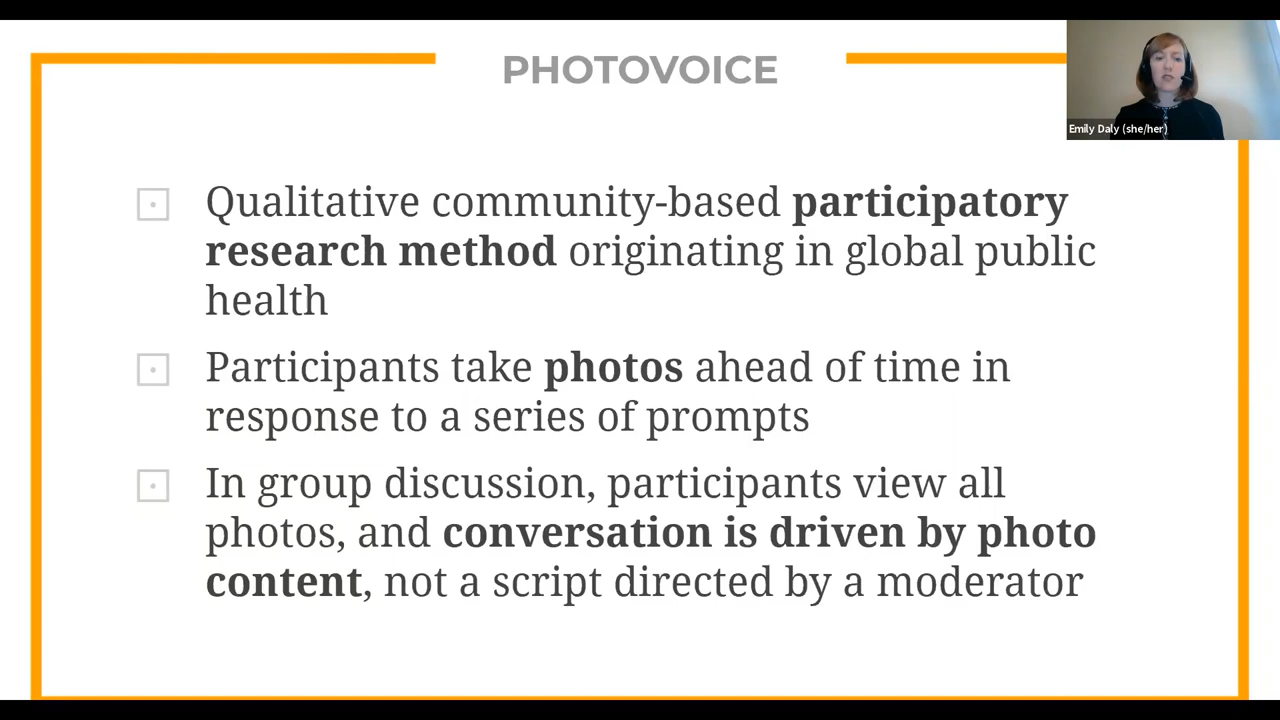 PHOTOVOICE
Emily Daly (she/her)
Qualitative community-based participatory
research method originating in global public
health
Participants take photos ahead of time in
response to a series of prompts
In group discussion, participants view all
photos, and conversation is driven by photo
content, not a script directed by a moderator